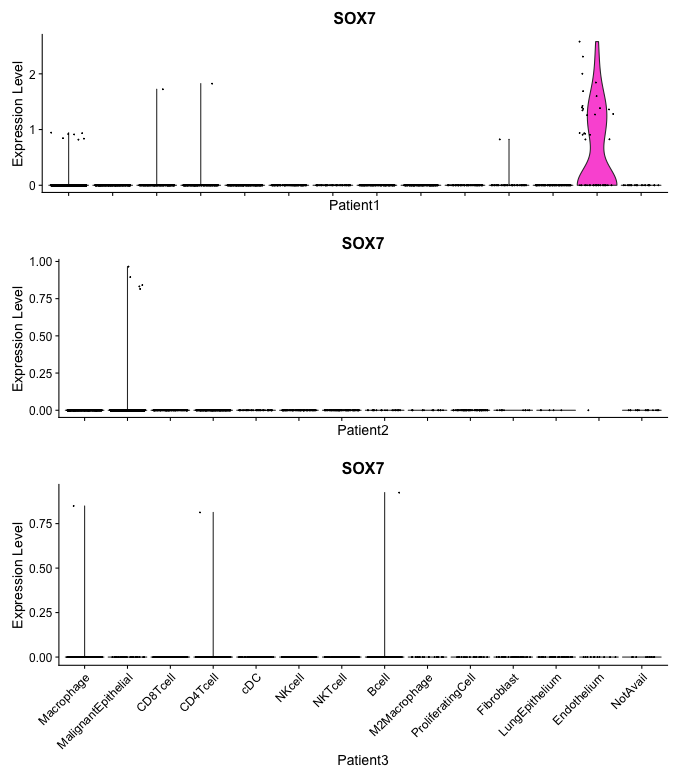 SOX7
Expression Level
2
1
0
Patient1
SOX7
Expression Level
1.00
0.75
0.50
0.25
0.00
Patient2
SOX7
Expression Level
0.75
0.50
0.25
0.00
Macrophage
MalignantEpithelial
CD8Tcell
CD4Tcell
cDC
NKcell
NKTcell
Bcell
M2Macrophage
ProliferatingCell
Fibroblast
LungEpithelium
Endothelium
NotAvail
Patient3